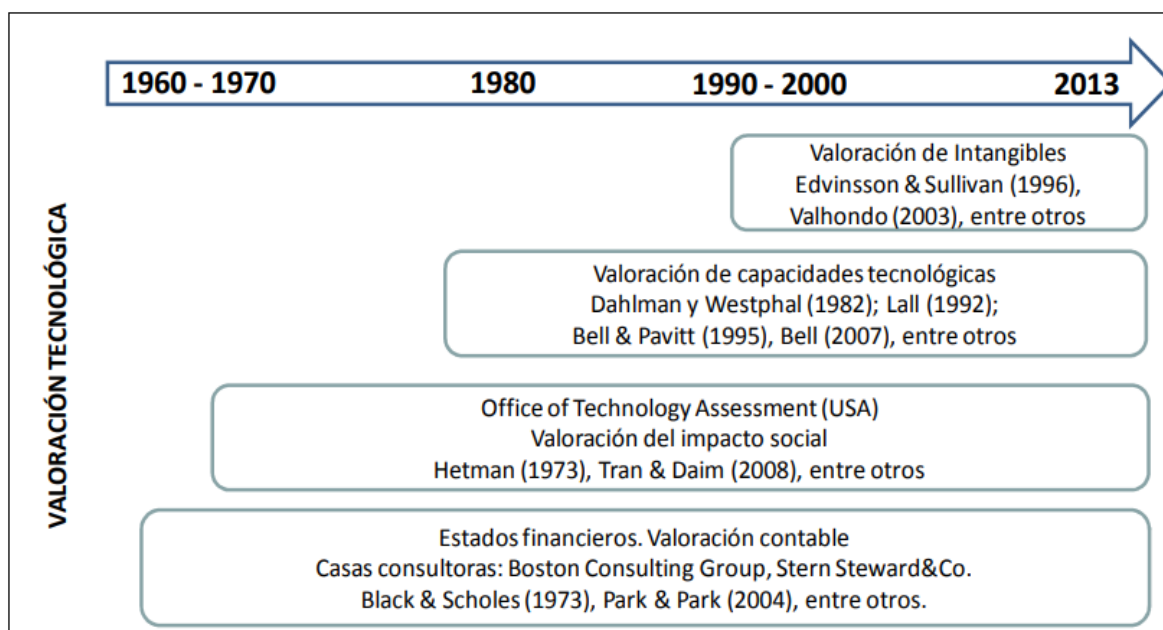 1960 - 1970 1980 1990 - 2000 2013
VALORACIÓN TECNOLÓGICA
Valoración de Intangibles
Edvinsson & Sullivan (1996),
Valhondo (2003), entre otros
Valoración de capacidades tecnológicas
Dahlman y Westphal (1982); Lall (1992);
Bell & Pavitt (1995), Bell (2007), entre otros
Office of Technology Assessment (USA)
Valoración del impacto social
Hetman (1973), Tran & Daim (2008), entre otros
Estados financieros. Valoración contable
Casas consultoras: Boston Consulting Group, Stern Steward&Co.
Black & Scholes (1973), Park & Park (2004), entre otros.